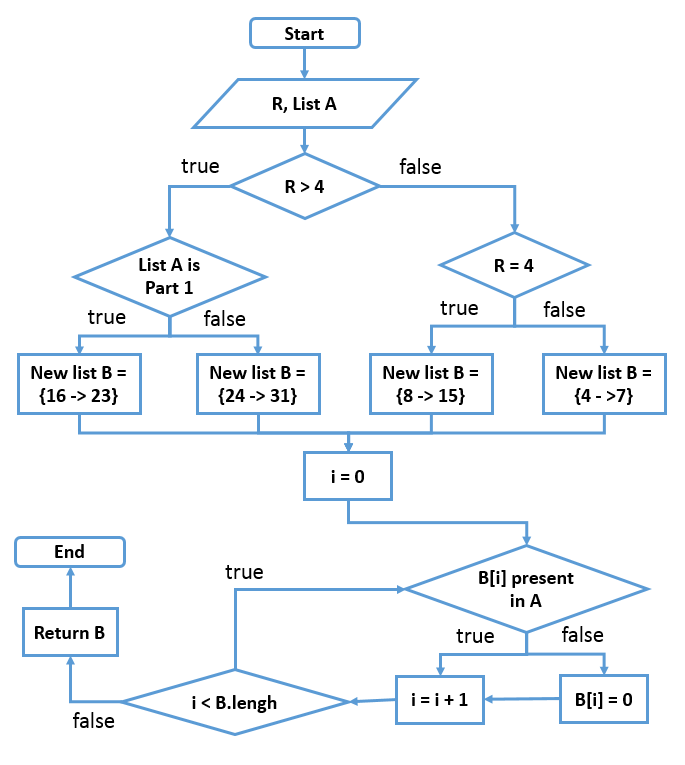 Start
R, List A
true
false
R > 4
List A is
Part 1
R = 4
true
false
true
false
New list B =
{16 -> 23}
New list B =
{24 -> 31}
New list B =
{8 -> 15}
New list B =
{4 - >7}
i = 0
End
true
B[i] present
in A
Return B
true
false
i < B.lengh
i = i + 1
B[i] = 0
false